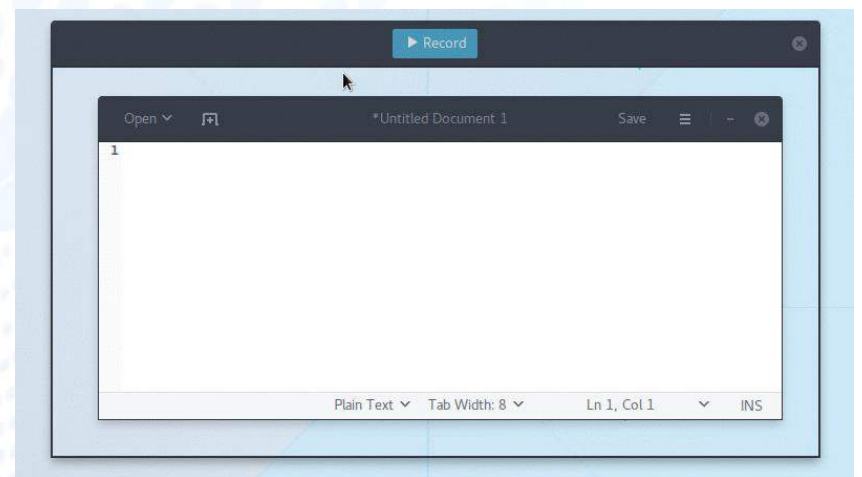 Record
Open *Untitled Document 1 Save
1
Plain Text Tab Width: 8 Ln 1, Col 1 INS